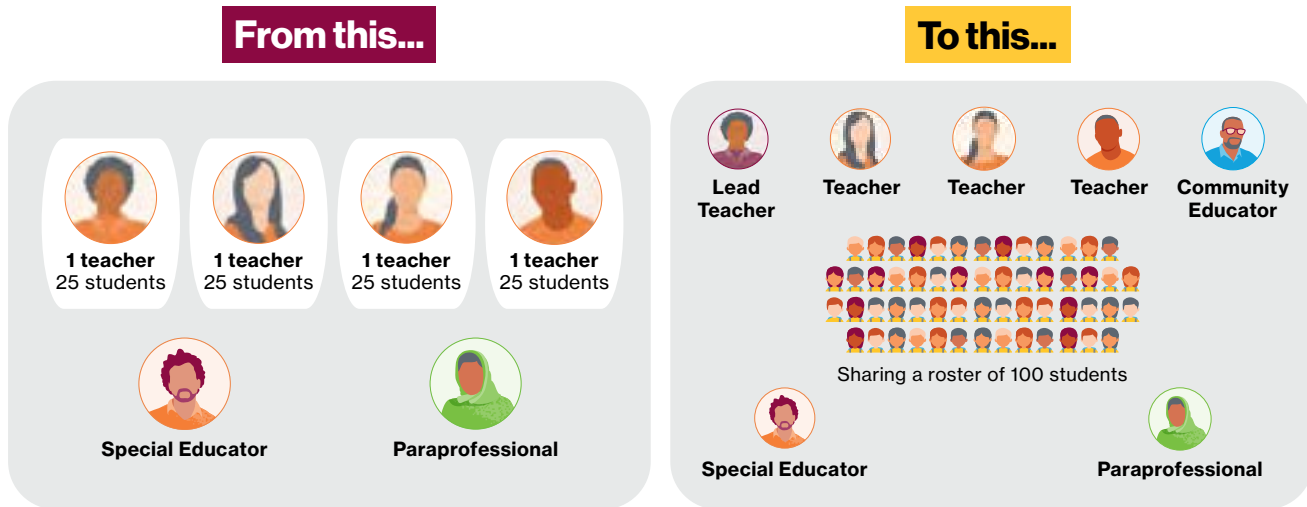 From this...
1 teacher
25 students
1 teacher
25 students
1 teacher
25 students
1 teacher
25 students
Special Educator
Paraprofessional
To this...
Lead
Teacher
Teacher
Teacher
Teacher
Community
Educator
Sharing a roster of 100 students
Special Educator
Paraprofessional